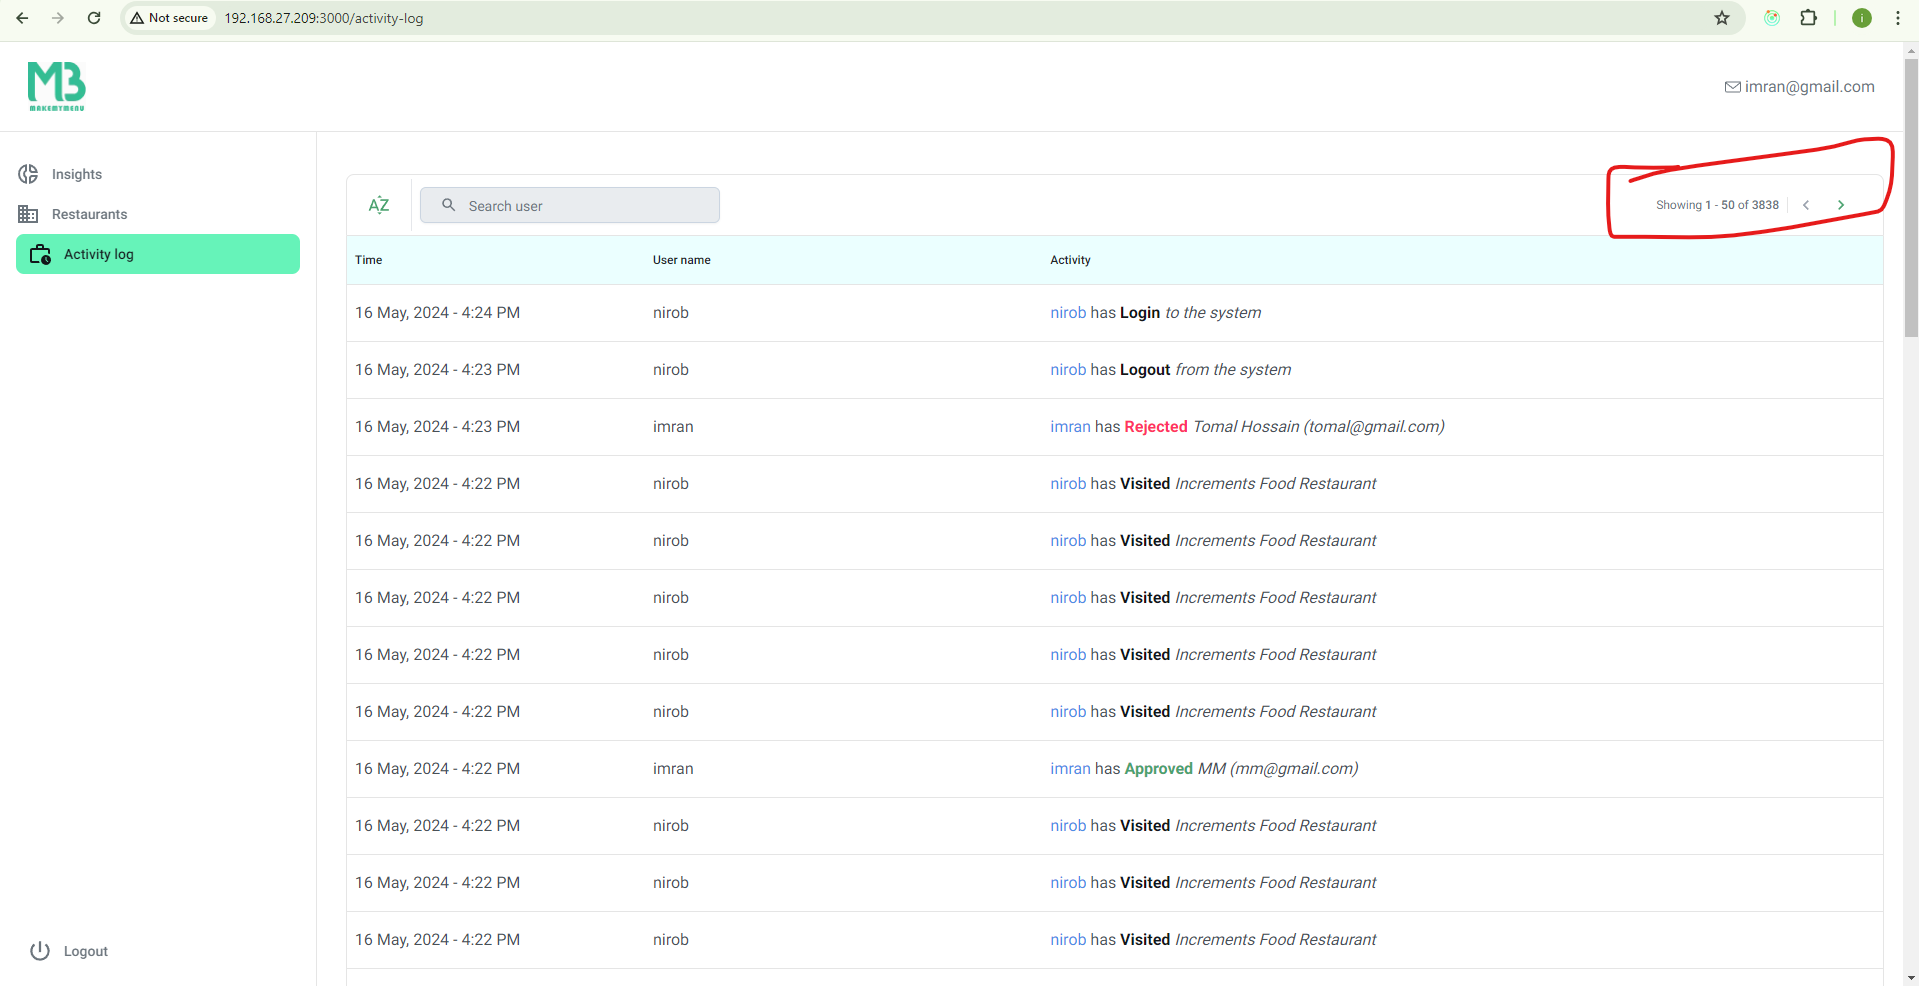 Not secure 192.168.27.209:3000/activity-log
i
M3
MAKEMYMENU
imran@gmail.com
Insights
Restaurants
Activity log
Logout
AZ Search user Showing 1 - 50 of 3838
Time User name Activity
16 May, 2024 - 4:24 PM nirob nirob has Login to the system
16 May, 2024 - 4:23 PM nirob nirob has Logout from the system
16 May, 2024 - 4:23 PM imran imran has Rejected Tomal Hossain (tomal@gmail.com)
16 May, 2024 - 4:22 PM nirob nirob has Visited Increments Food Restaurant
16 May, 2024 - 4:22 PM nirob nirob has Visited Increments Food Restaurant
16 May, 2024 - 4:22 PM nirob nirob has Visited Increments Food Restaurant
16 May, 2024 - 4:22 PM nirob nirob has Visited Increments Food Restaurant
16 May, 2024 - 4:22 PM nirob nirob has Visited Increments Food Restaurant
16 May, 2024 - 4:22 PM imran imran has Approved MM (mm@gmail.com)
16 May, 2024 - 4:22 PM nirob nirob has Visited Increments Food Restaurant
16 May, 2024 - 4:22 PM nirob nirob has Visited Increments Food Restaurant
16 May, 2024 - 4:22 PM nirob nirob has Visited Increments Food Restaurant